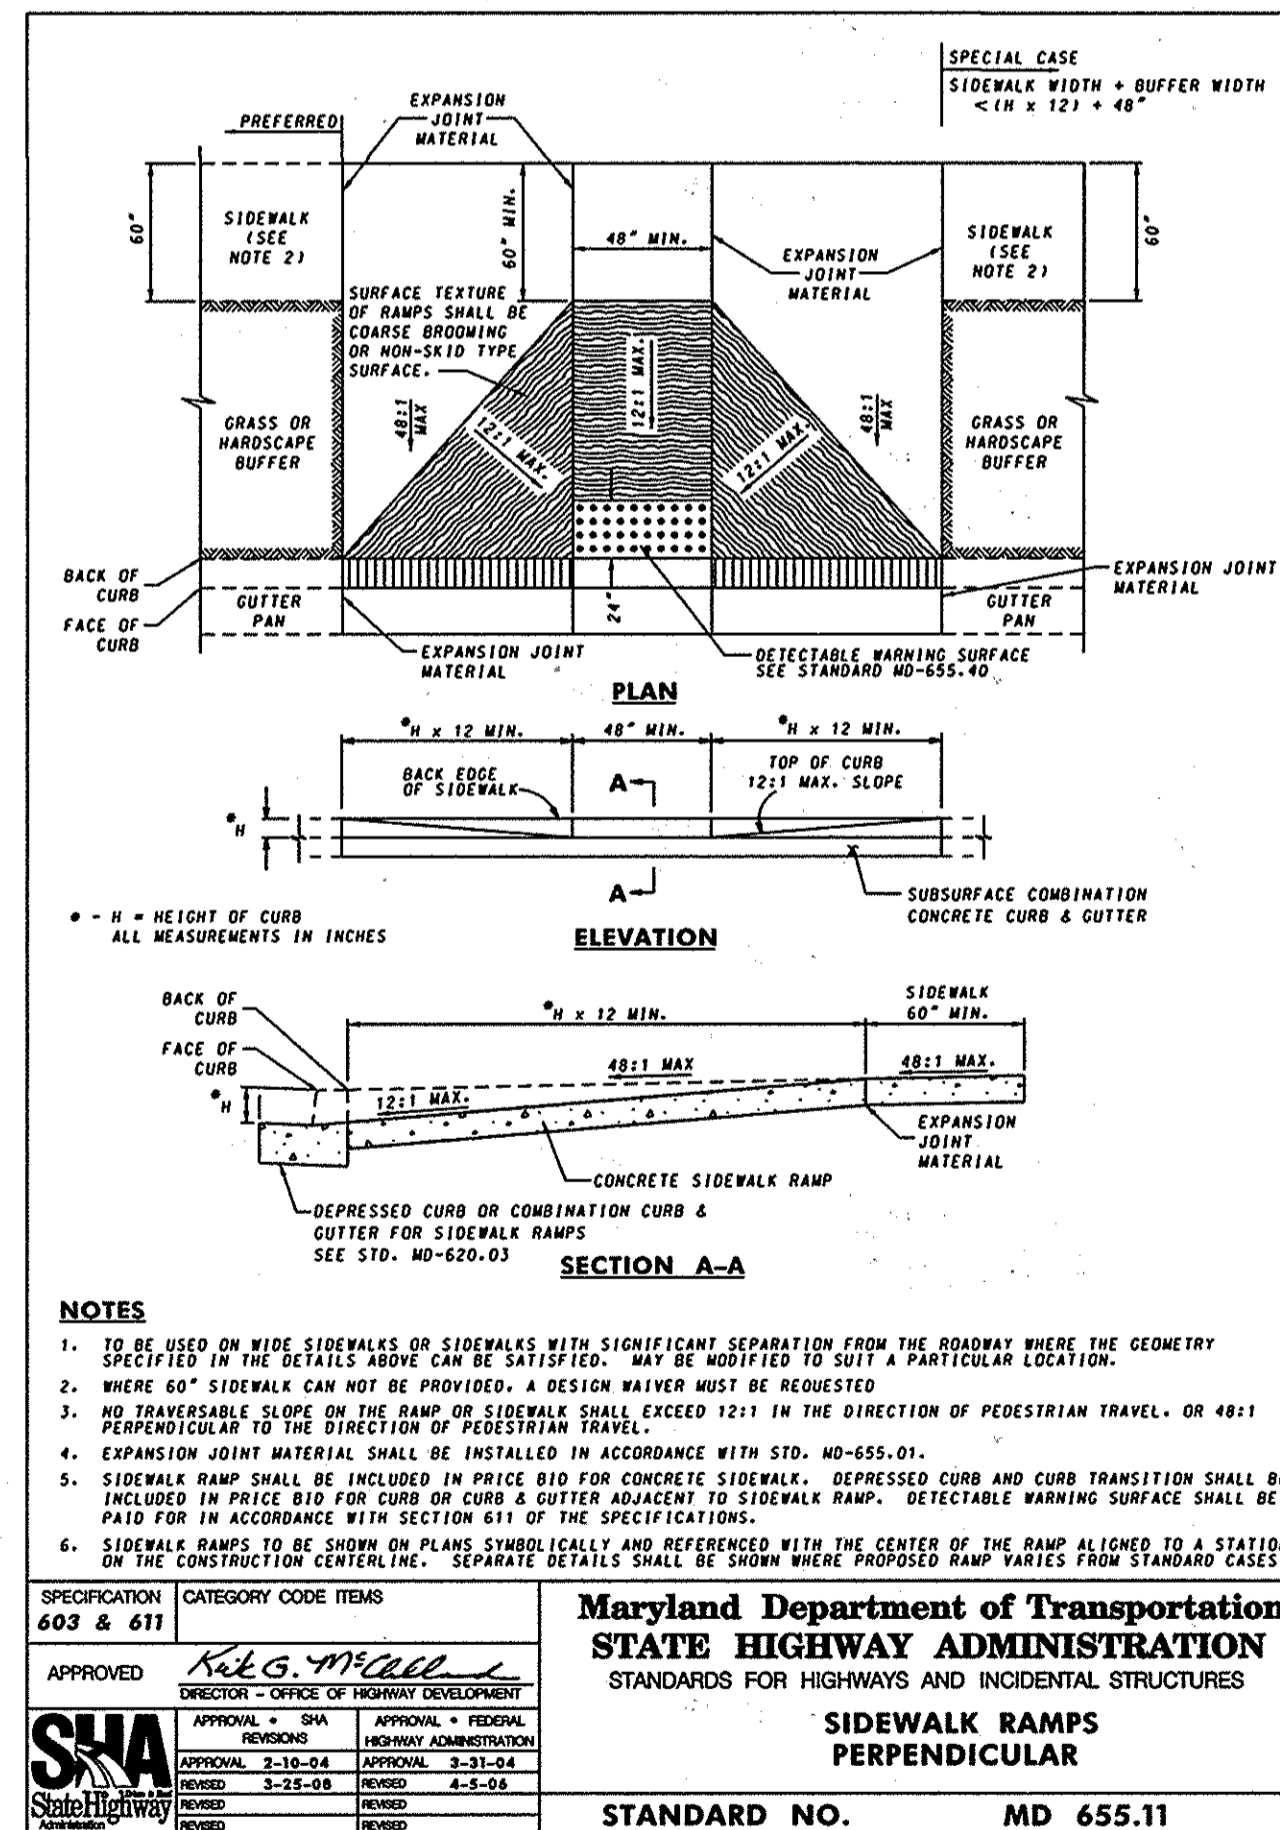 SPECIAL CASE
SIDEWALK WIDTH + BUFFER WIDTH
< (H x 12) + 48"
PREFERRED
EXPANSION
JOINT
MATERIAL
60"
SIDEWALK
(SEE
NOTE 2)
60" MIN.
48" MIN.
EXPANSION
JOINT
MATERIAL
SIDEWALK
(SEE
NOTE 2)
60"
SURFACE TEXTURE
OF RAMPS SHALL BE
COARSE BROOMING
OR NON-SKID TYPE
SURFACE.
12:1 MAX.
48:1
MAX
12:1 MAX.
12:1 MAX.
48:1
MAX
GRASS OR
HARDSCAPE
BUFFER
GRASS OR
HARDSCAPE
BUFFER
BACK OF
CURB
FACE OF
CURB
GUTTER
PAN
24"
GUTTER
PAN
EXPANSION JOINT
MATERIAL
EXPANSION JOINT
MATERIAL
DETECTABLE WARNING SURFACE
SEE STANDARD MD-655.40
PLAN
*H x 12 MIN.
48" MIN.
*H x 12 MIN.
BACK EDGE
OF SIDEWALK
A
TOP OF CURB
12:1 MAX. SLOPE
*H
A
SUBSURFACE COMBINATION
CONCRETE CURB & GUTTER
* - H = HEIGHT OF CURB
ALL MEASUREMENTS IN INCHES
ELEVATION
BACK OF
CURB
FACE OF
CURB
*H x 12 MIN.
SIDEWALK
60" MIN.
*H
12:1 MAX.
48:1 MAX
48:1 MAX.
EXPANSION
JOINT
MATERIAL
CONCRETE SIDEWALK RAMP
DEPRESSED CURB OR COMBINATION CURB &
GUTTER FOR SIDEWALK RAMPS
SEE STD. MD-620.03
SECTION A-A
NOTES
1. TO BE USED ON WIDE SIDEWALKS OR SIDEWALKS WITH SIGNIFICANT SEPARATION FROM THE ROADWAY WHERE THE GEOMETRY
SPECIFIED IN THE DETAILS ABOVE CAN BE SATISFIED. MAY BE MODIFIED TO SUIT A PARTICULAR LOCATION.
2. WHERE 60" SIDEWALK CAN NOT BE PROVIDED. A DESIGN WAIVER MUST BE REQUESTED
3. NO TRAVERSABLE SLOPE ON THE RAMP OR SIDEWALK SHALL EXCEED 12:1 IN THE DIRECTION OF PEDESTRIAN TRAVEL. OR 48:1
PERPENDICULAR TO THE DIRECTION OF PEDESTRIAN TRAVEL.
4. EXPANSION JOINT MATERIAL SHALL BE INSTALLED IN ACCORDANCE WITH STD. MD-655.01.
5. SIDEWALK RAMP SHALL BE INCLUDED IN PRICE BID FOR CONCRETE SIDEWALK. DEPRESSED CURB AND CURB TRANSITION SHALL BE
INCLUDED IN PRICE BID FOR CURB OR CURB & GUTTER ADJACENT TO SIDEWALK RAMP. DETECTABLE WARNING SURFACE SHALL BE
PAID FOR IN ACCORDANCE WITH SECTION 611 OF THE SPECIFICATIONS.
6. SIDEWALK RAMPS TO BE SHOWN ON PLANS SYMBOLICALLY AND REFERENCED WITH THE CENTER OF THE RAMP ALIGNED TO A STATION
ON THE CONSTRUCTION CENTERLINE. SEPARATE DETAILS SHALL BE SHOWN WHERE PROPOSED RAMP VARIES FROM STANDARD CASES
SPECIFICATION
603 & 611
CATEGORY CODE ITEMS
APPROVED
Kirk G. McClelland
DIRECTOR - OFFICE OF HIGHWAY DEVELOPMENT
SHA
State Highway
Administration
APPROVAL • SHA
REVISIONS
APPROVAL • FEDERAL
HIGHWAY ADMINISTRATION
APPROVAL 2-10-04
APPROVAL 3-31-04
REVISED 3-25-08
REVISED 4-5-06
REVISED
REVISED
REVISED
REVISED
Maryland Department of Transportation
STATE HIGHWAY ADMINISTRATION
STANDARDS FOR HIGHWAYS AND INCIDENTAL STRUCTURES
SIDEWALK RAMPS
PERPENDICULAR
STANDARD NO. MD 655.11